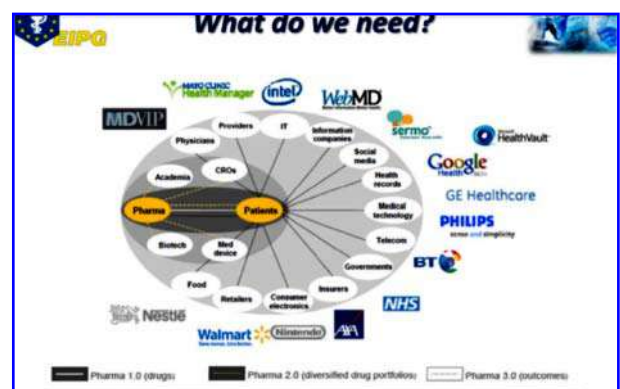 EIPG
What do we need?
MAYO CLINIC
Health Manager
intel
WebMD
MDVIP
sermo
HealthVault
Google
Health
GE Healthcare
PHILIPS
sense and simplicity
BT
NHS
AXA
Nintendo
Walmart
Nestlé
Providers
IT
Information
companies
Physicians
Social
media
Academia
CROs
Health
records
Pharma
Patients
Medical
technology
Biotech
Med
device
Telecom
Governments
Food
Retailers
Consumer
electronics
Insurers
Pharma 1.0 (drugs)
Pharma 2.0 (diversified drug portfolios)
Pharma 3.0 (outcomes)